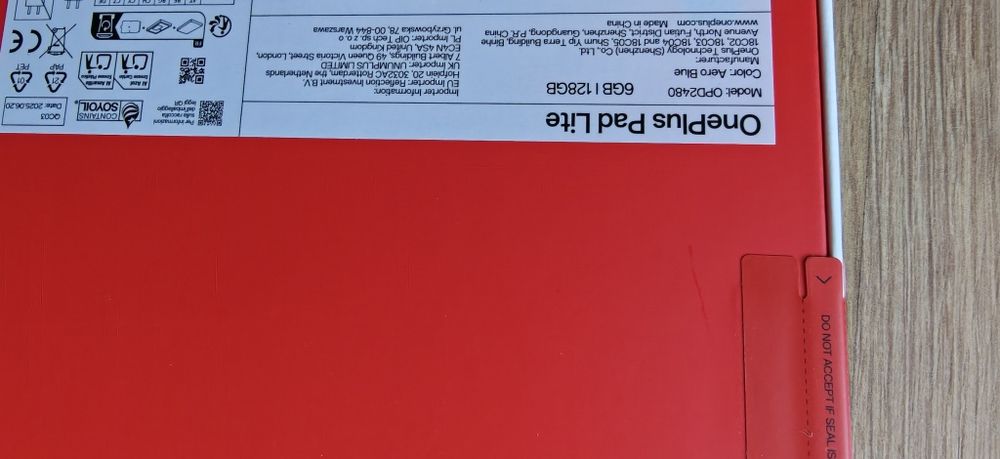 OnePlus Pad Lite
Model: OPD2480
6GB | 128GB
Color: Aero Blue
Manufacturer:
OnePlus Technology (Shenzhen) Co., Ltd.
18C02, 18C03, 18C04 and 18C05, Shum Yip Terra Building, Binhe
Avenue North, Futian District, Shenzhen, Guangdong, P.R. China
www.oneplus.com Made in China
Importer Information:
EU Importer: Reflection Investment B.V.
Hofplein, 20, 3032AC, Rotterdam, the Netherlands
UK Importer: UNUMPLUS LIMITED
7 Albert Buildings, 49 Queen Victoria Street, London,
EC4N 4SA, United Kingdom
PL Importer: OIP Tech sp. z o.o
ul. Grzybowska 78, 00-844 Warszawa
Per informazioni
sulla raccolta
dell'imballaggio
leggi QR
CONTAINS
SOYOIL
QC03
Date: 2025.06.20
21
PAP
01
PET
CE
FR
DO NOT ACCEPT IF SEAL IS